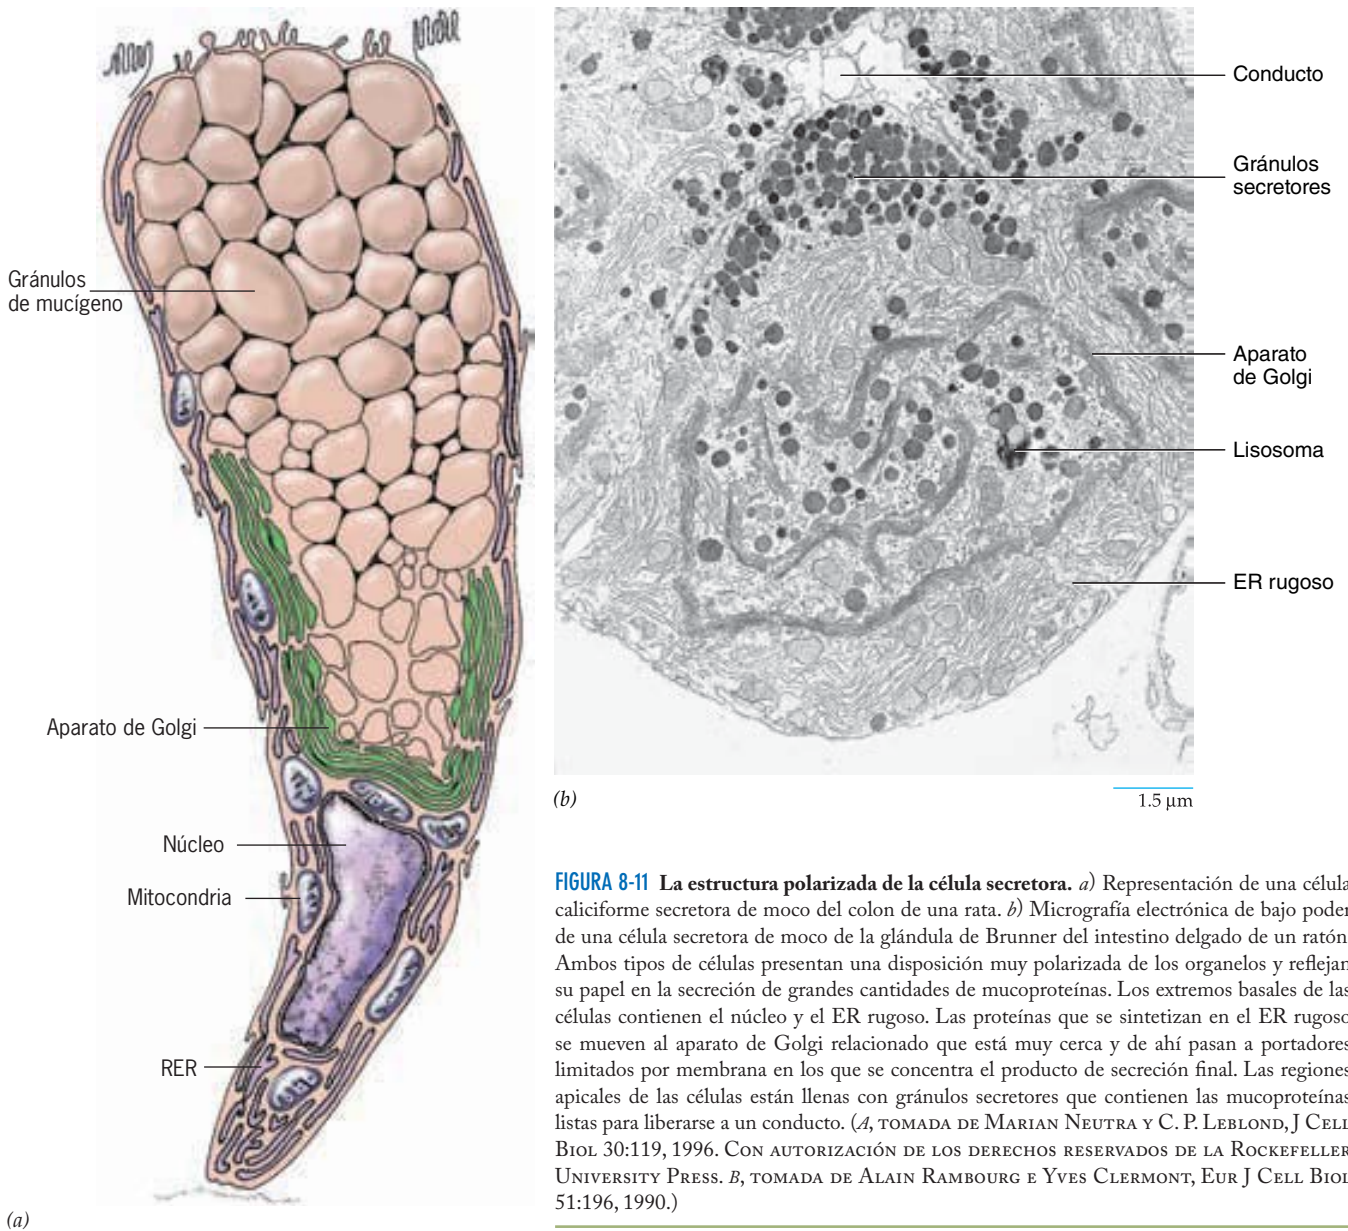 Gránulos
de mucígeno
Aparato de Golgi
Núcleo
Mitocondria
RER
(a)
Conducto
Gránulos
secretores
Aparato
de Golgi
Lisosoma
ER rugoso
(b)
1.5 µm
FIGURA 8-11 La estructura polarizada de la célula secretora. a) Representación de una célula
caliciforme secretora de moco del colon de una rata. b) Micrografía electrónica de bajo poder
de una célula secretora de moco de la glándula de Brunner del intestino delgado de un ratón
Ambos tipos de células presentan una disposición muy polarizada de los organelos y reflejan
su papel en la secreción de grandes cantidades de mucoproteínas. Los extremos basales de las
células contienen el núcleo y el ER rugoso. Las proteínas que se sintetizan en el ER rugoso
se mueven al aparato de Golgi relacionado que está muy cerca y de ahí pasan a portadores
limitados por membrana en los que se concentra el producto de secreción final. Las regiones
apicales de las células están llenas con gránulos secretores que contienen las mucoproteínas
listas para liberarse a un conducto. (A, TOMADA DE MARIAN NEUTRA Y C. P. LEBLOND, J CELL
BIOL 30:119, 1996. CON AUTORIZACIÓN DE LOS DERECHOS RESERVADOS DE LA ROCKEFELLER
UNIVERSITY PRESS. B, TOMADA DE ALAIN RAMBOURG E YVES CLERMONT, EUR J CELL BIOL
51:196, 1990.)